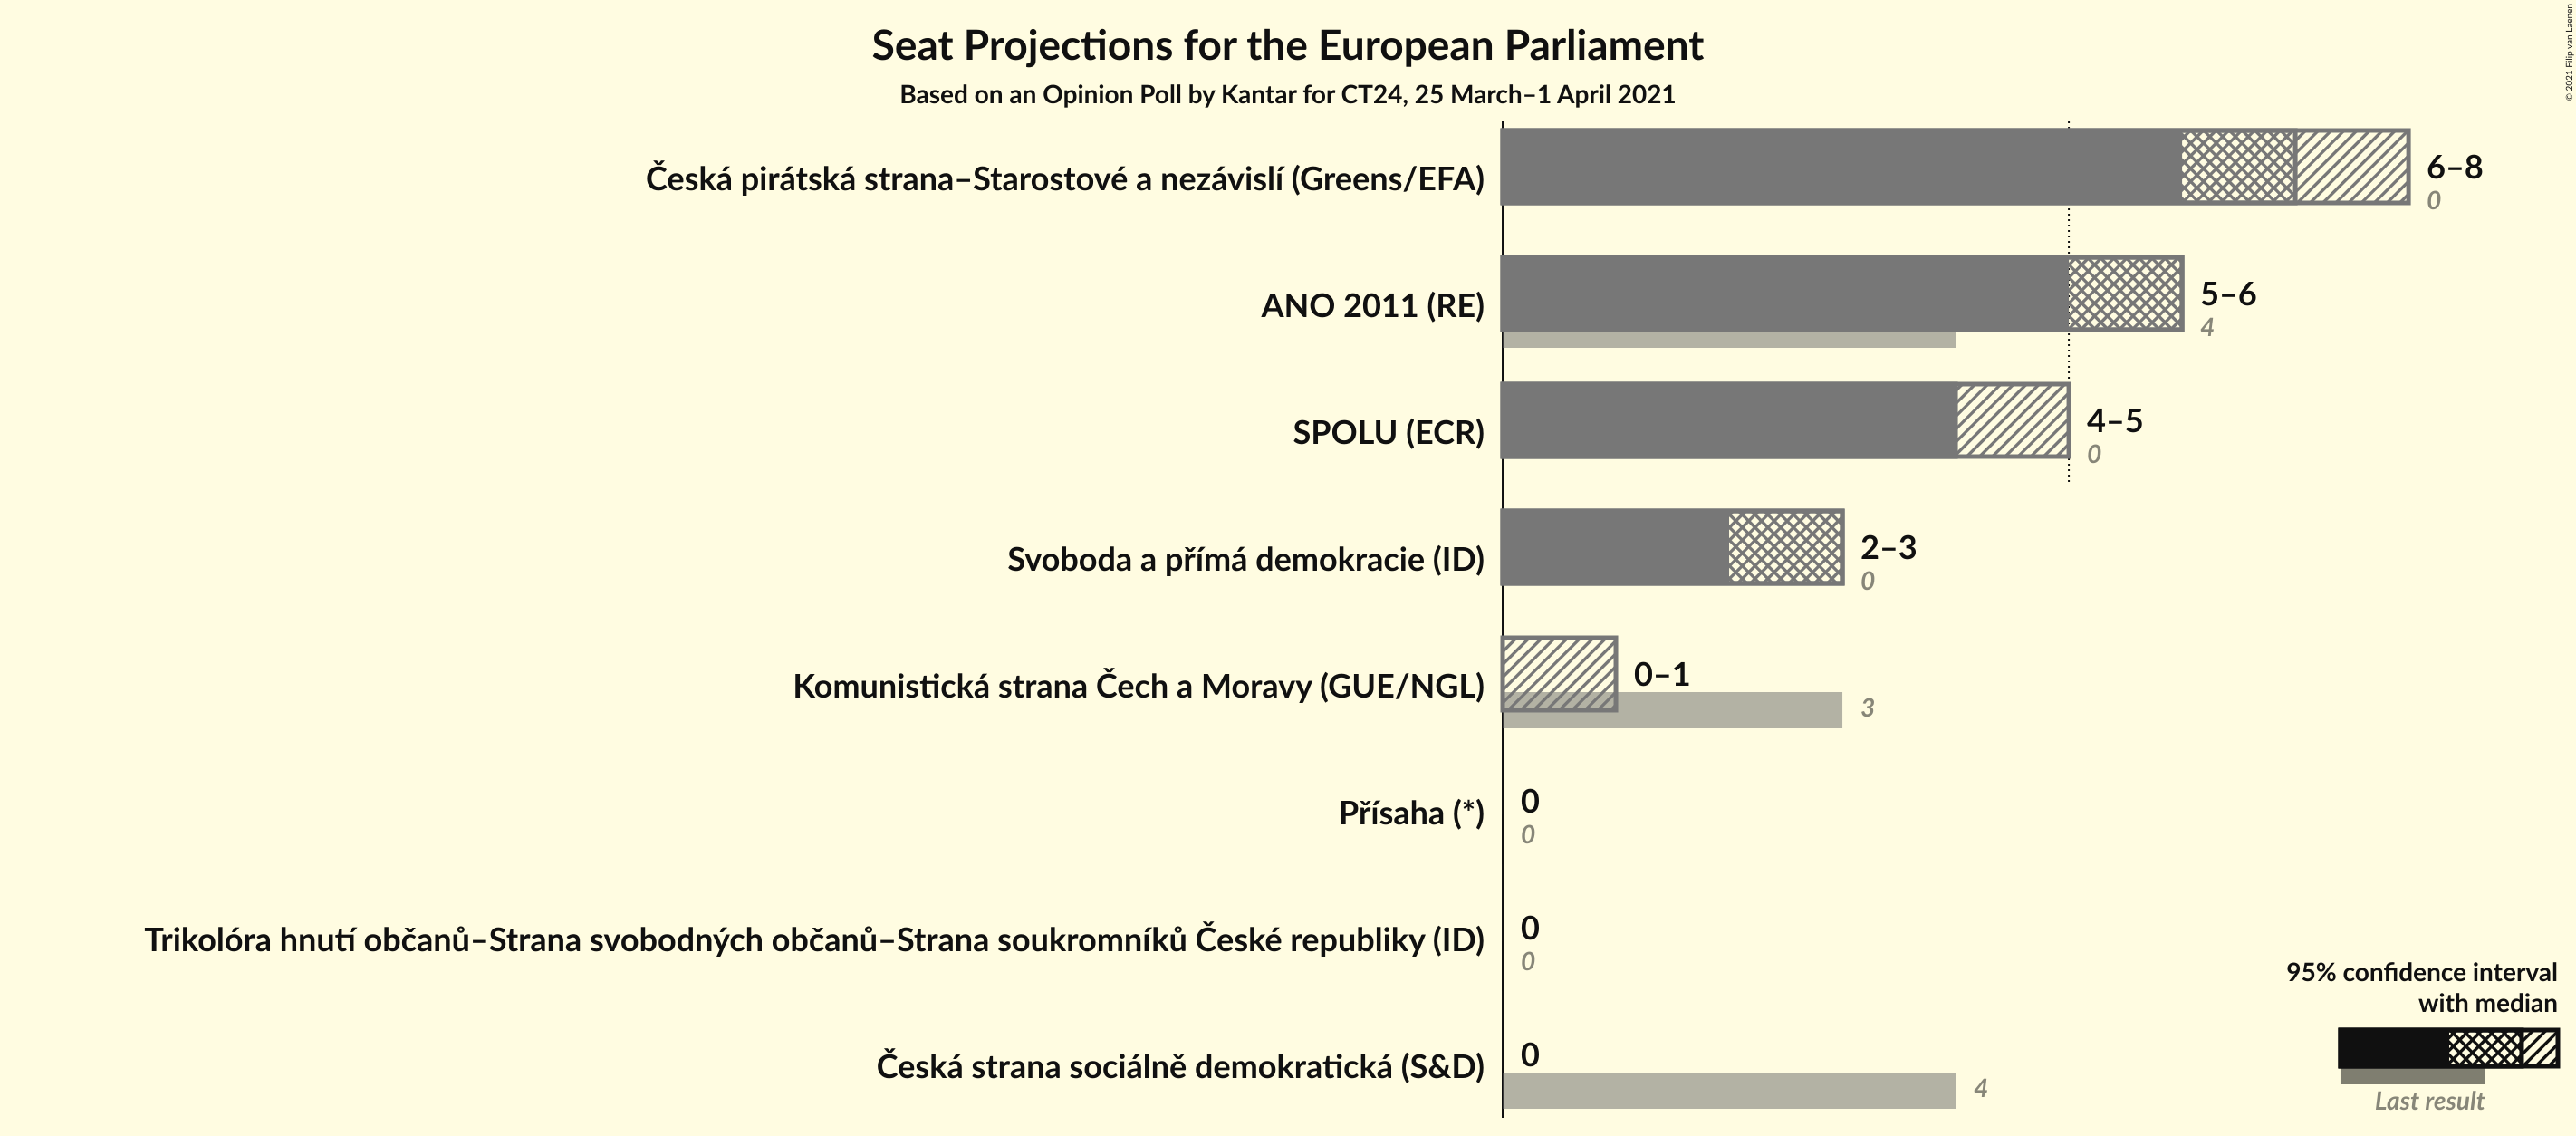 Seat Projections for the European Parliament
Based on an Opinion Poll by Kantar for CT24, 25 March–1 April 2021
© 2021 Filip van Laenen
Česká pirátská strana–Starostové a nezávislí (Greens/EFA)
6–8
0
ANO 2011 (RE)
5–6
4
SPOLU (ECR)
4–5
0
Svoboda a přímá demokracie (ID)
2–3
0
Komunistická strana Čech a Moravy (GUE/NGL)
0–1
3
Přísaha (*)
0
0
Trikolóra hnutí občanů–Strana svobodných občanů–Strana soukromníků České republiky (ID)
0
0
Česká strana sociálně demokratická (S&D)
0
4
95% confidence interval
with median
Last result